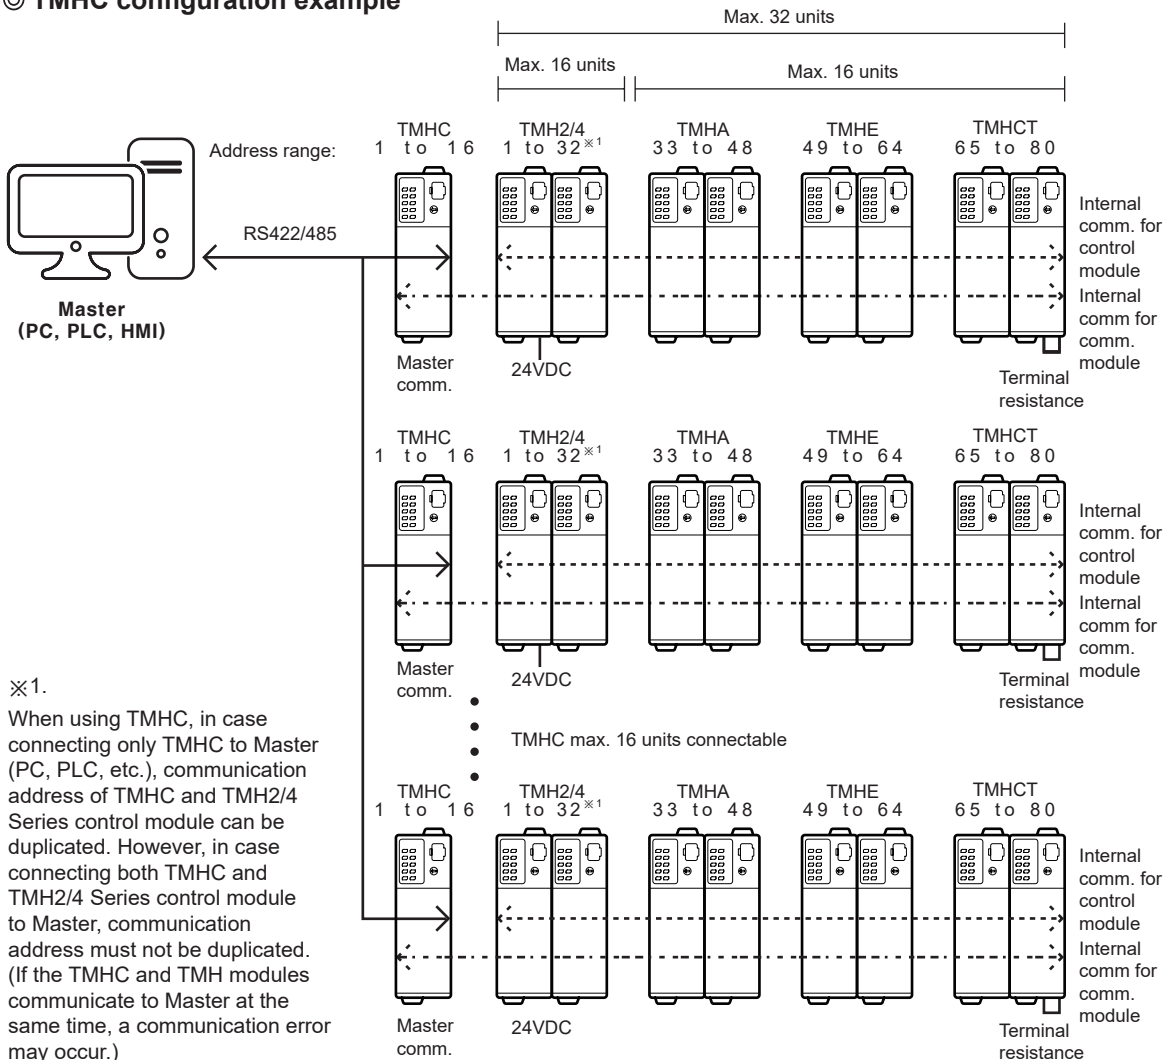 ◎ TMHC configuration example
Max. 32 units
Max. 16 units
Max. 16 units
Address range:
TMHC
1 to 16
TMH2/4
1 to 32※1
TMHA
33 to 48
TMHE
49 to 64
TMHCT
65 to 80
RS422/485
Master
(PC, PLC, HMI)
Internal
comm. for
control
module
Internal
comm for
comm.
module
Master
comm.
24VDC
Terminal
resistance
TMHC
1 to 16
TMH2/4
1 to 32※1
TMHA
33 to 48
TMHE
49 to 64
TMHCT
65 to 80
Internal
comm. for
control
module
Internal
comm for
comm.
module
Master
comm.
24VDC
Terminal
resistance
TMHC max. 16 units connectable
TMHC
1 to 16
TMH2/4
1 to 32※1
TMHA
33 to 48
TMHE
49 to 64
TMHCT
65 to 80
Internal
comm. for
control
module
Internal
comm for
comm.
module
Master
comm.
24VDC
Terminal
resistance
※1.
When using TMHC, in case
connecting only TMHC to Master
(PC, PLC, etc.), communication
address of TMHC and TMH2/4
Series control module can be
duplicated. However, in case
connecting both TMHC and
TMH2/4 Series control module
to Master, communication
address must not be duplicated.
(If the TMHC and TMH modules
communicate to Master at the
same time, a communication error
may occur.)